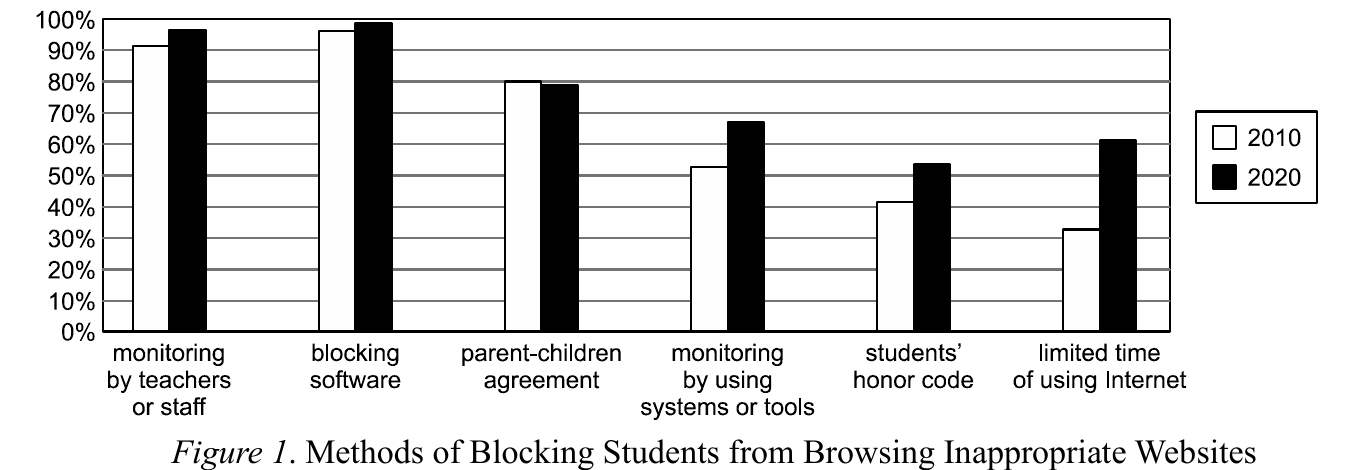 100%
90%
80%
70%
60%
50%
40%
30%
20%
10%
0%
monitoring
by teachers
or staff
blocking
software
parent-children
agreement
monitoring
by using
systems or tools
students’
honor code
limited time
of using Internet
2010
2020
Figure 1. Methods of Blocking Students from Browsing Inappropriate Websites